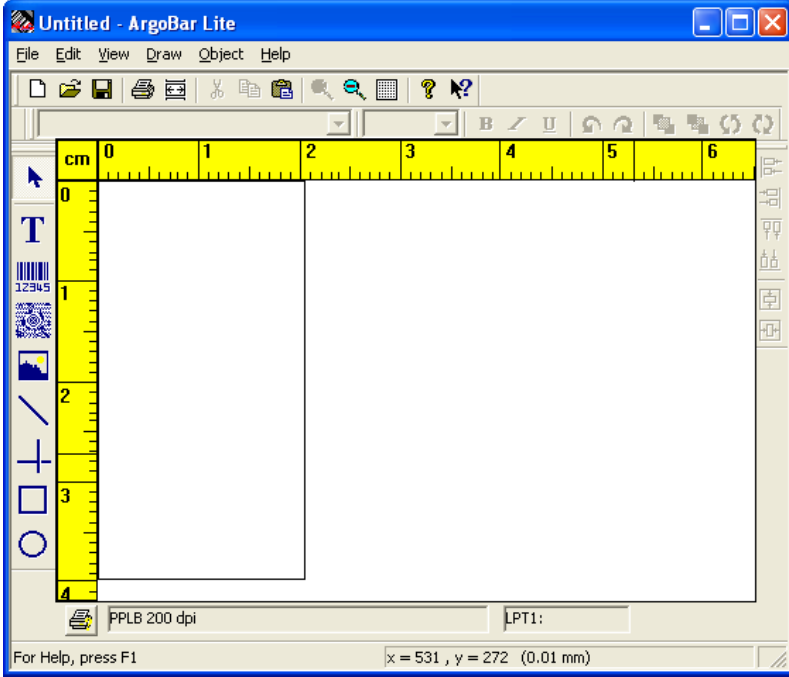 Untitled - ArgoBar Lite
File Edit View Draw Object Help
B I U
cm 0 1 2 3 4 5 6
0
T
12345
1
2
3
4
PPLB 200 dpi LPT1:
For Help, press F1 x = 531 , y = 272 (0.01 mm)